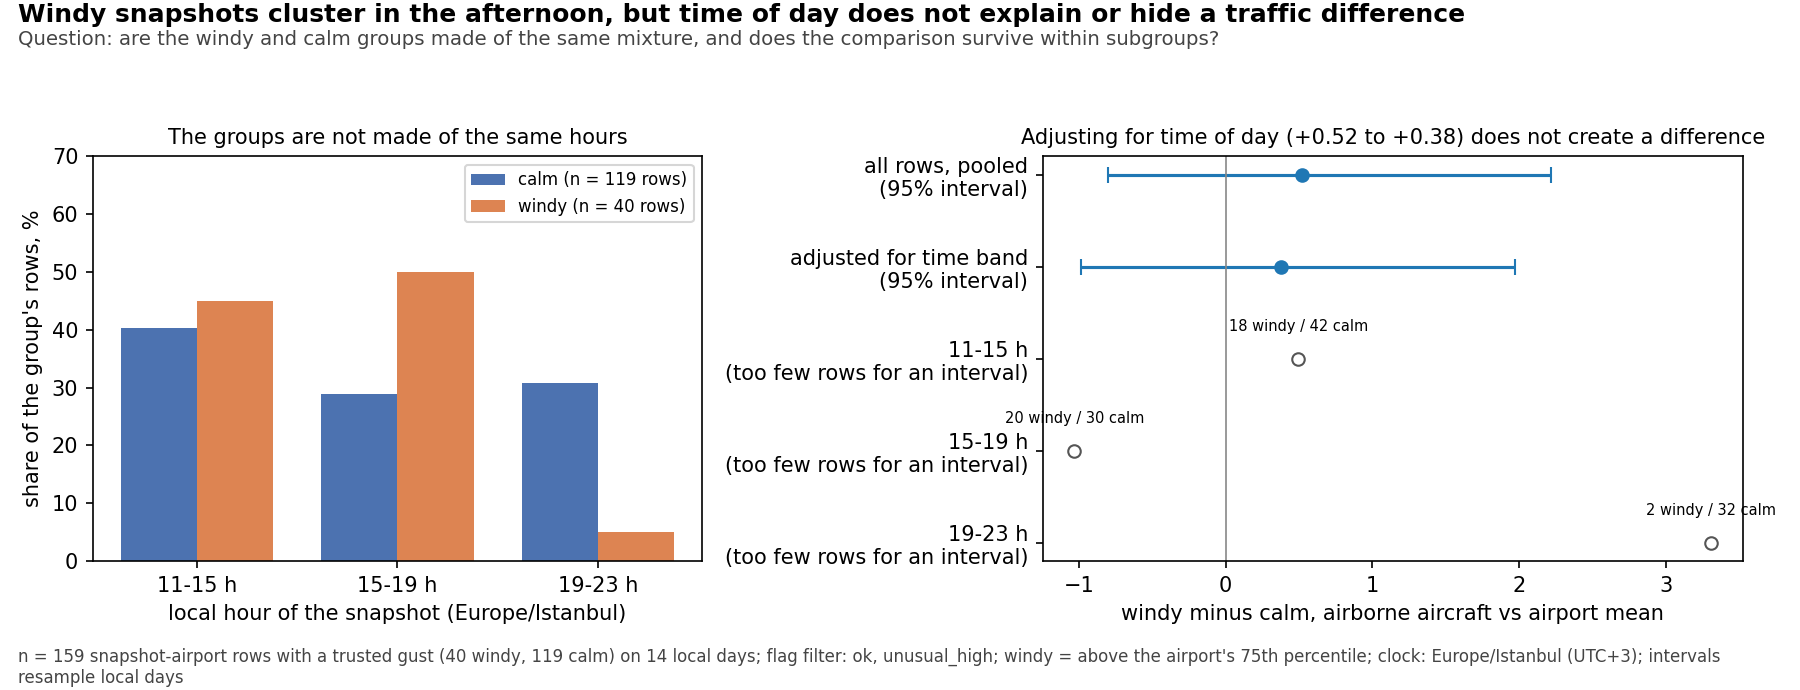 Windy snapshots cluster in the afternoon, but time of day does not explain or hide a traffic difference
Question: are the windy and calm groups made of the same mixture, and does the comparison survive within subgroups?
The groups are not made of the same hours
70
60
50
40
30
20
10
0
share of the group's rows, %
calm (n = 119 rows)
windy (n = 40 rows)
11-15 h
15-19 h
19-23 h
local hour of the snapshot (Europe/Istanbul)
Adjusting for time of day (+0.52 to +0.38) does not create a difference
all rows, pooled
(95% interval)
adjusted for time band
(95% interval)
18 windy / 42 calm
11-15 h
(too few rows for an interval)
20 windy / 30 calm
15-19 h
(too few rows for an interval)
2 windy / 32 calm
19-23 h
(too few rows for an interval)
−1
0
1
2
3
windy minus calm, airborne aircraft vs airport mean
n = 159 snapshot-airport rows with a trusted gust (40 windy, 119 calm) on 14 local days; flag filter: ok, unusual_high; windy = above the airport's 75th percentile; clock: Europe/Istanbul (UTC+3); intervals
resample local days